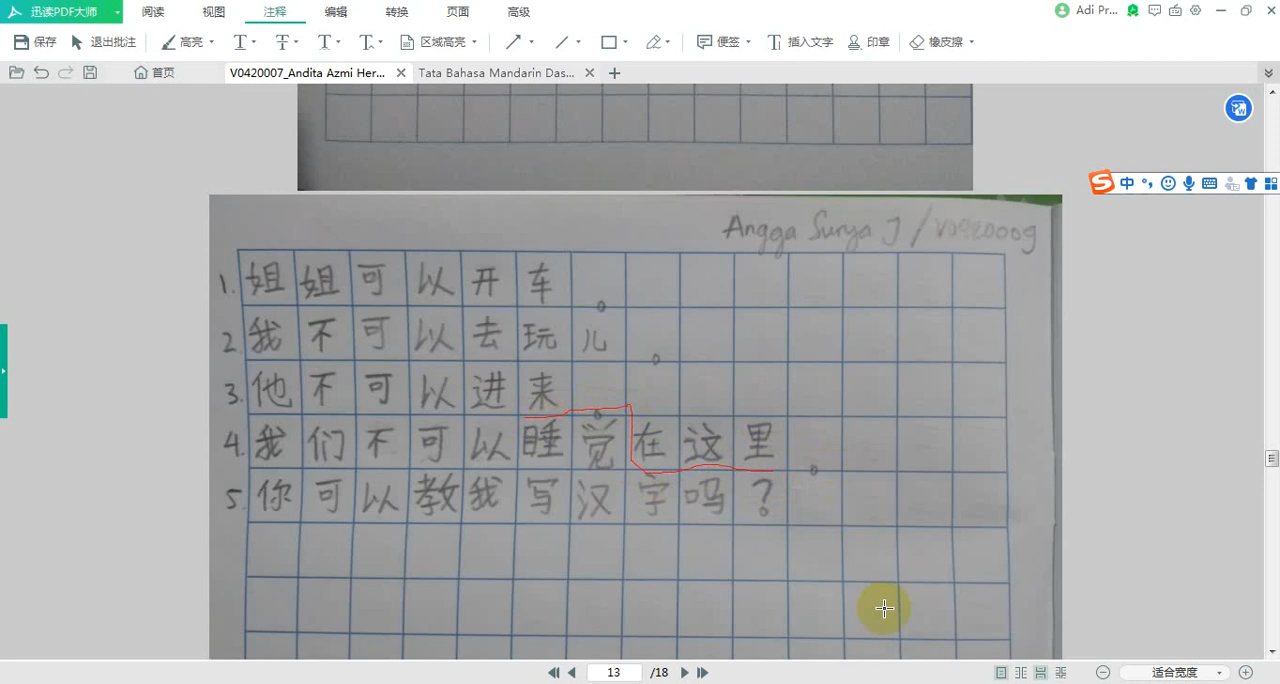 迅读PDF大师 阅读 视图 注释 编辑 转换 页面 高级 Adi Pr...
保存 退出批注 高亮 区域高亮 便签 插入文字 印章 橡皮擦
首页 V0420007_Andita Azmi Her... Tata Bahasa Mandarin Das...
中
Angga Surya J / V0420009
1. 姐姐可以开车。
2. 我不可以去玩儿。
3. 他不可以进来。
4. 我们不可以睡觉在这里。
5. 你可以教我写汉字吗?
13 /18 适合宽度